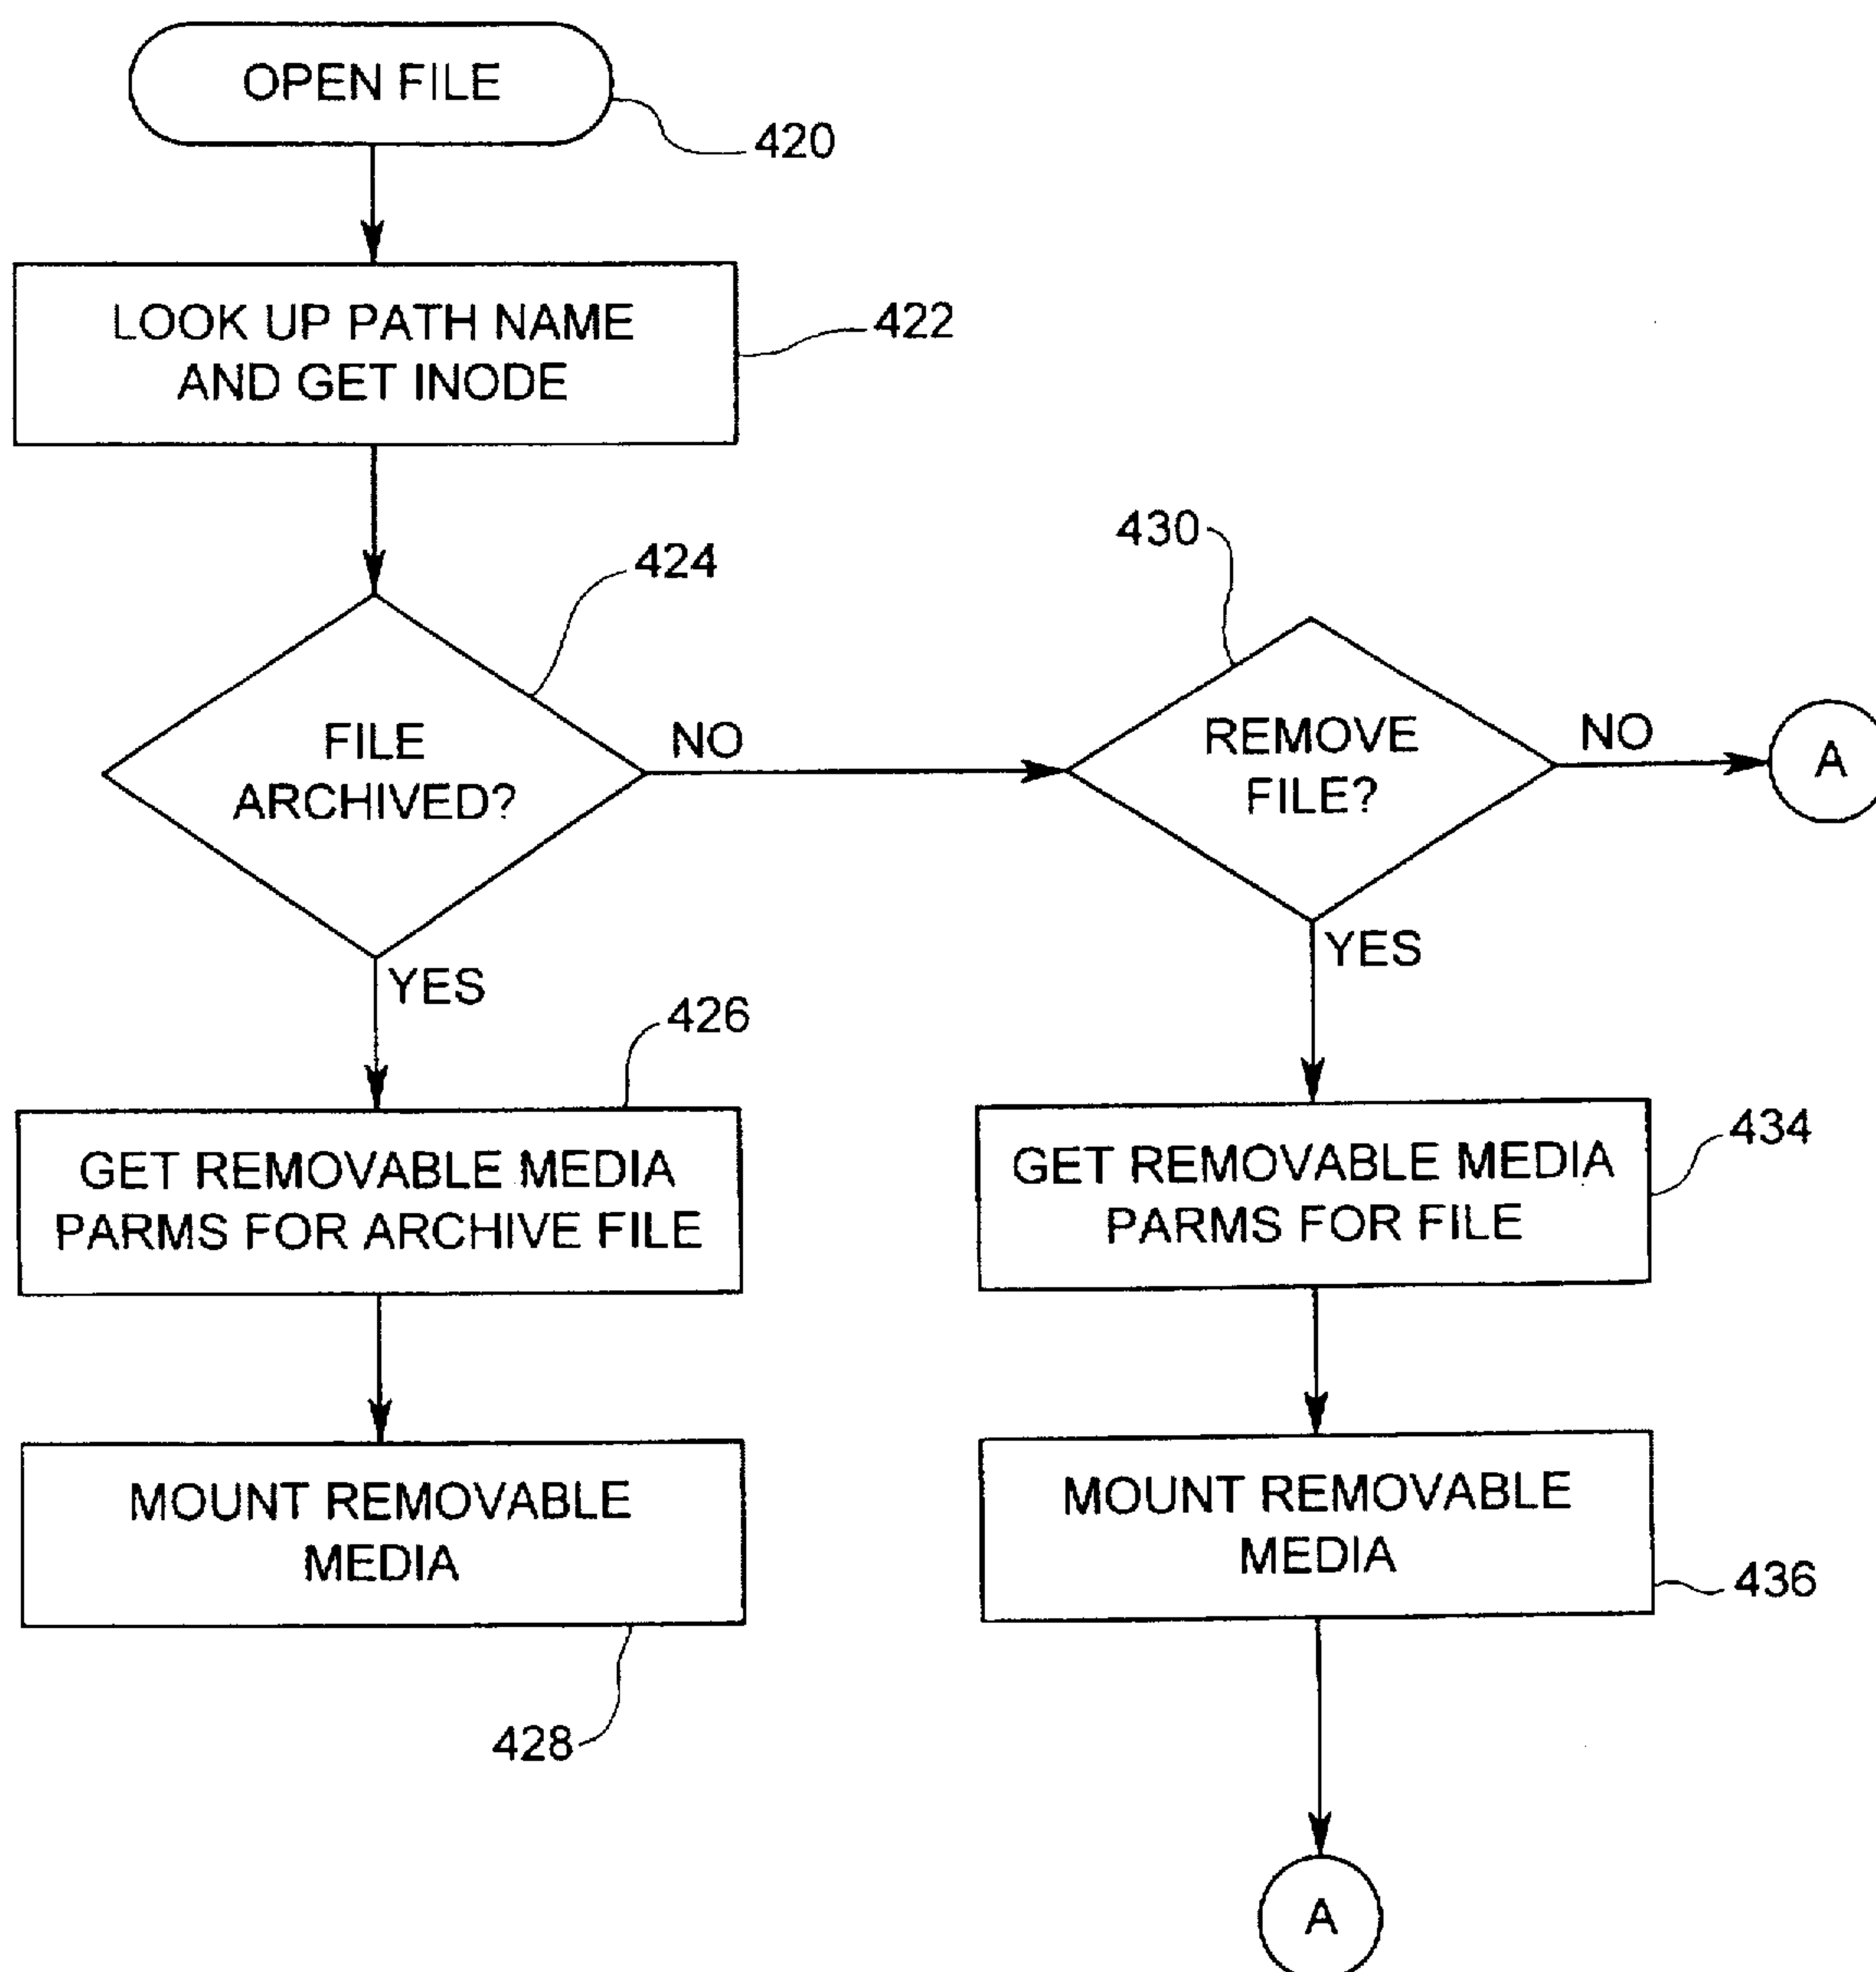 OPEN FILE
420
LOOK UP PATH NAME
AND GET INODE
422
424
FILE
ARCHIVED?
NO
430
REMOVE
FILE?
NO
A
YES
426
GET REMOVABLE MEDIA
PARMS FOR ARCHIVE FILE
MOUNT REMOVABLE
MEDIA
428
YES
434
GET REMOVABLE MEDIA
PARMS FOR FILE
MOUNT REMOVABLE
MEDIA
436
A